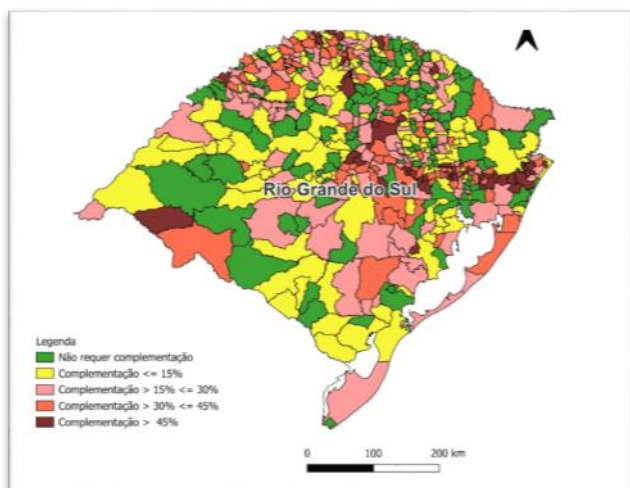 Rio Grande do Sul
Legenda
Não requer complementação
Complementação <= 15%
Complementação > 15% <= 30%
Complementação > 30% <= 45%
Complementação > 45%
0 100 200 km